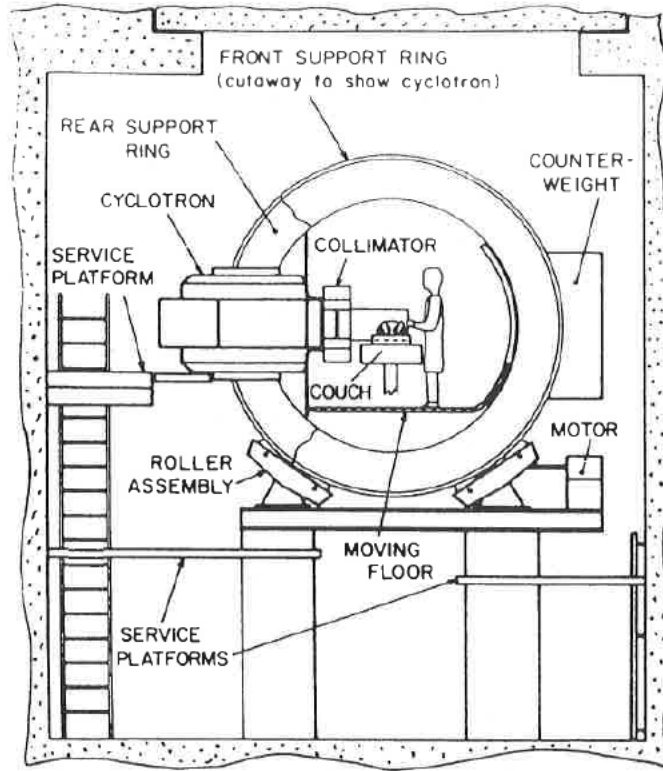 FRONT SUPPORT RING
(cutaway to show cyclotron)
REAR SUPPORT
RING
COUNTER-
WEIGHT
CYCLOTRON
COLLIMATOR
SERVICE
PLATFORM
COUCH
MOTOR
ROLLER
ASSEMBLY
MOVING
FLOOR
SERVICE
PLATFORMS